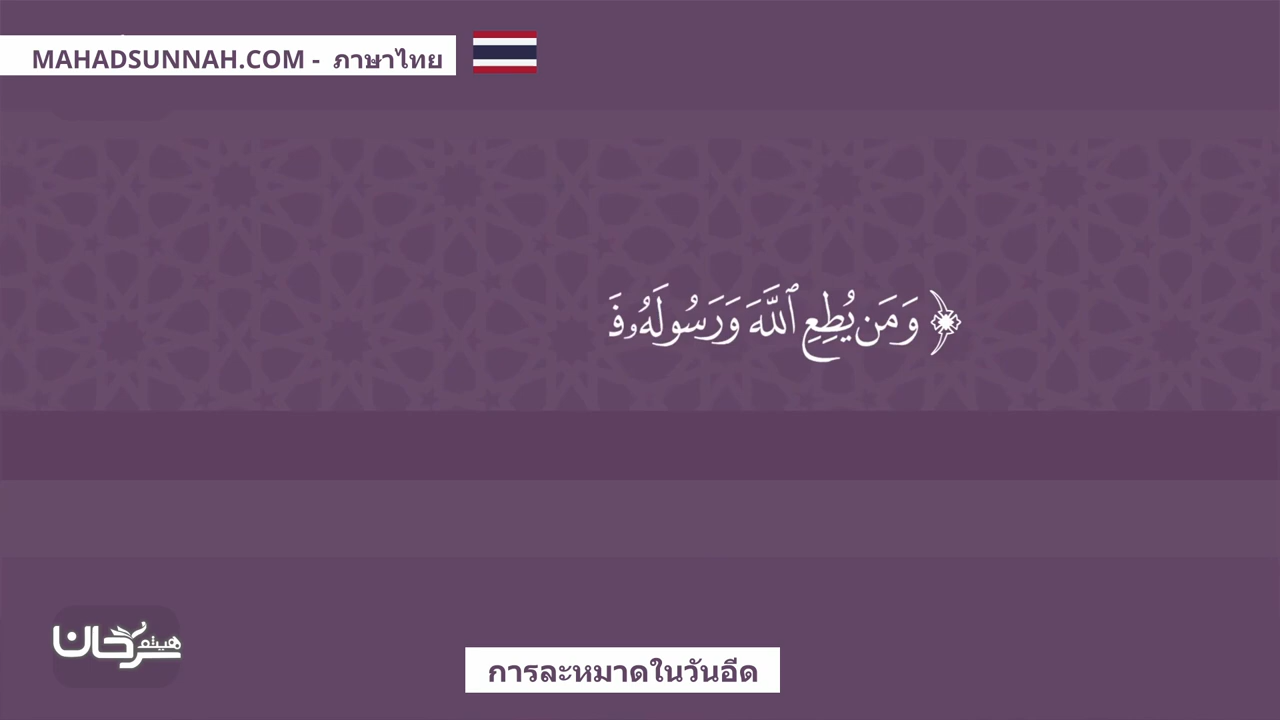 MAHADSUNNAH.COM - ภาษาไทย
﴿ وَمَن يُطِعِ ٱللَّهَ وَرَسُولَهُۥ فَ
هيثم سرحان
การละหมาดในวันอีด